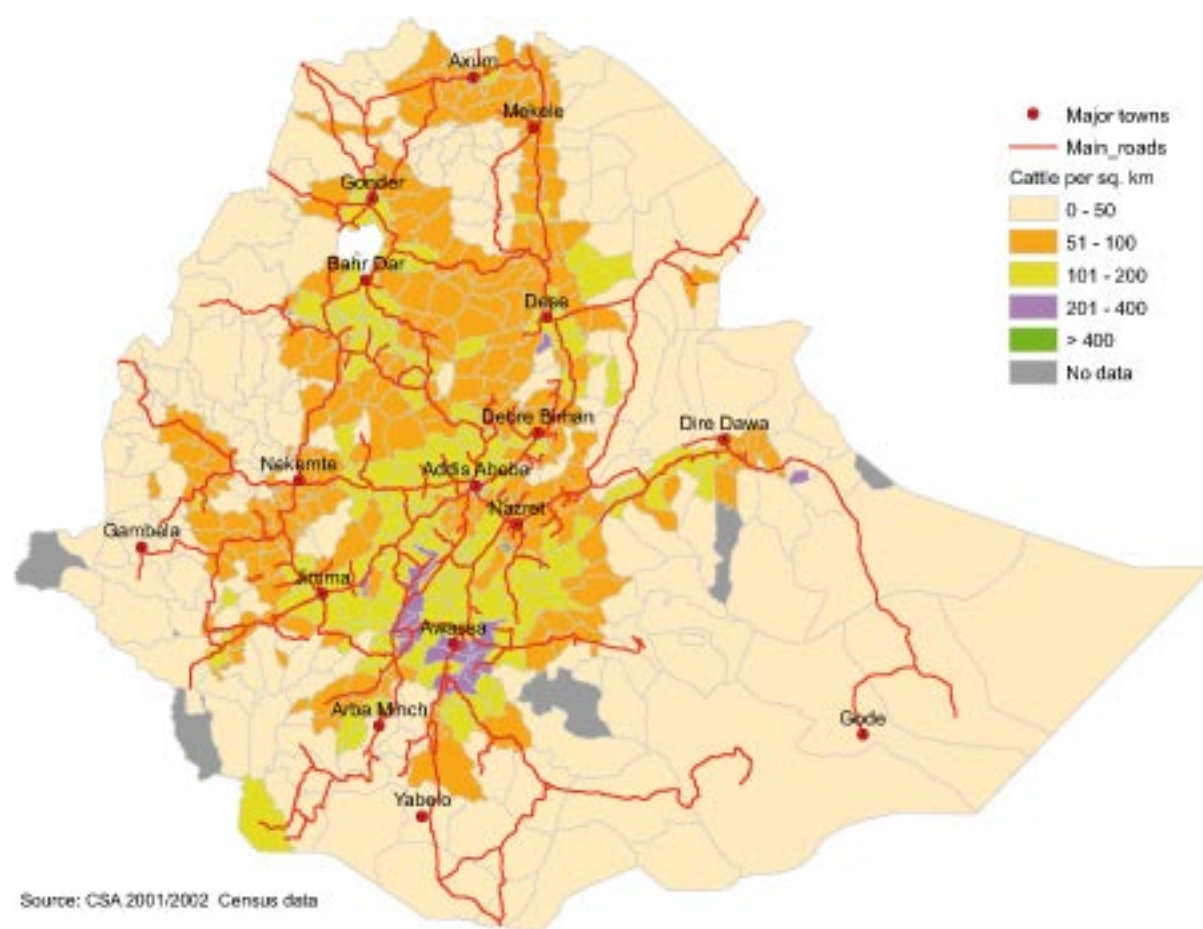 Axum
Major towns
Mekele
Main_roads
Cattle per sq. km
Gonder
0 - 50
51 - 100
Bahr Dar
101 - 200
Dese
201 - 400
> 400
No data
Debre Birhan
Dire Dawa
Nekemte
Addis Abeba
Nazret
Gambela
Jimma
Awassa
Arba Minch
Gode
Yabelo
Source: CSA 2001/2002 Census data